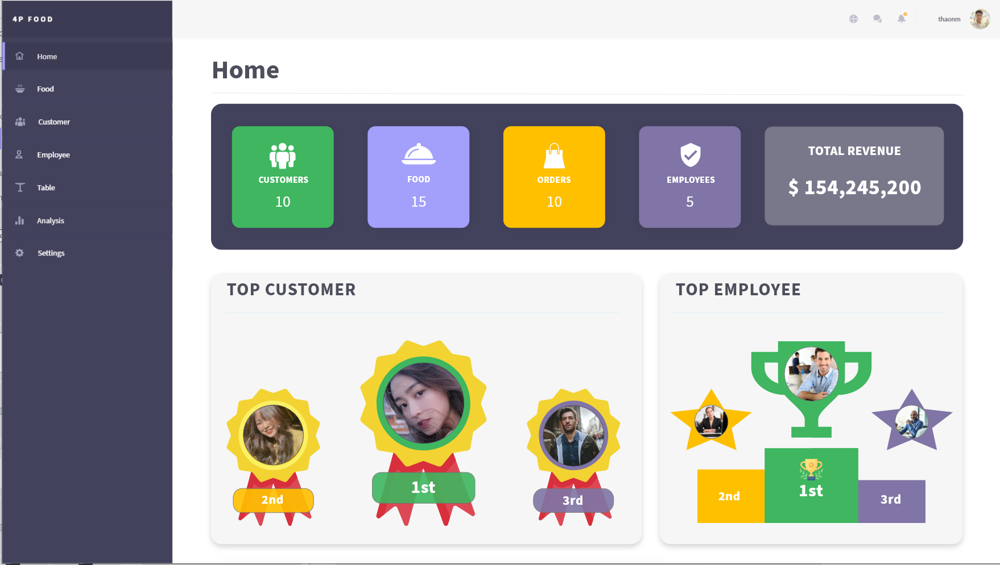 4P FOOD
thaonm
Home
Food
Customer
Employee
Table
Analysis
Settings
Home
CUSTOMERS
10
FOOD
15
ORDERS
10
EMPLOYEES
5
TOTAL REVENUE
$ 154,245,200
TOP CUSTOMER
2nd
1st
3rd
TOP EMPLOYEE
2nd
1st
3rd